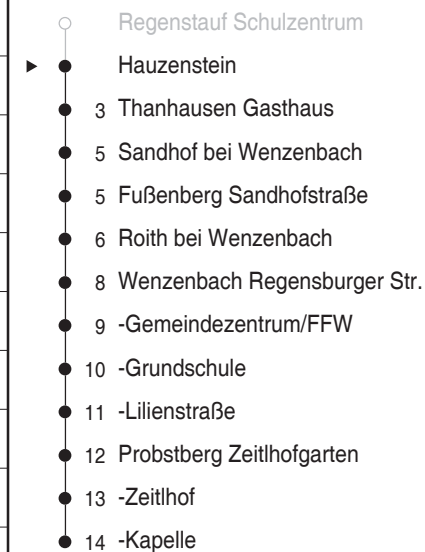 Regenstauf Schulzentrum
Hauzenstein
3 Thanhausen Gasthaus
5 Sandhof bei Wenzenbach
5 Fußenberg Sandhofstraße
6 Roith bei Wenzenbach
8 Wenzenbach Regensburger Str.
9 -Gemeindezentrum/FFW
10 -Grundschule
11 -Lilienstraße
12 Probstberg Zeitlhofgarten
13 -Zeitlhof
14 -Kapelle